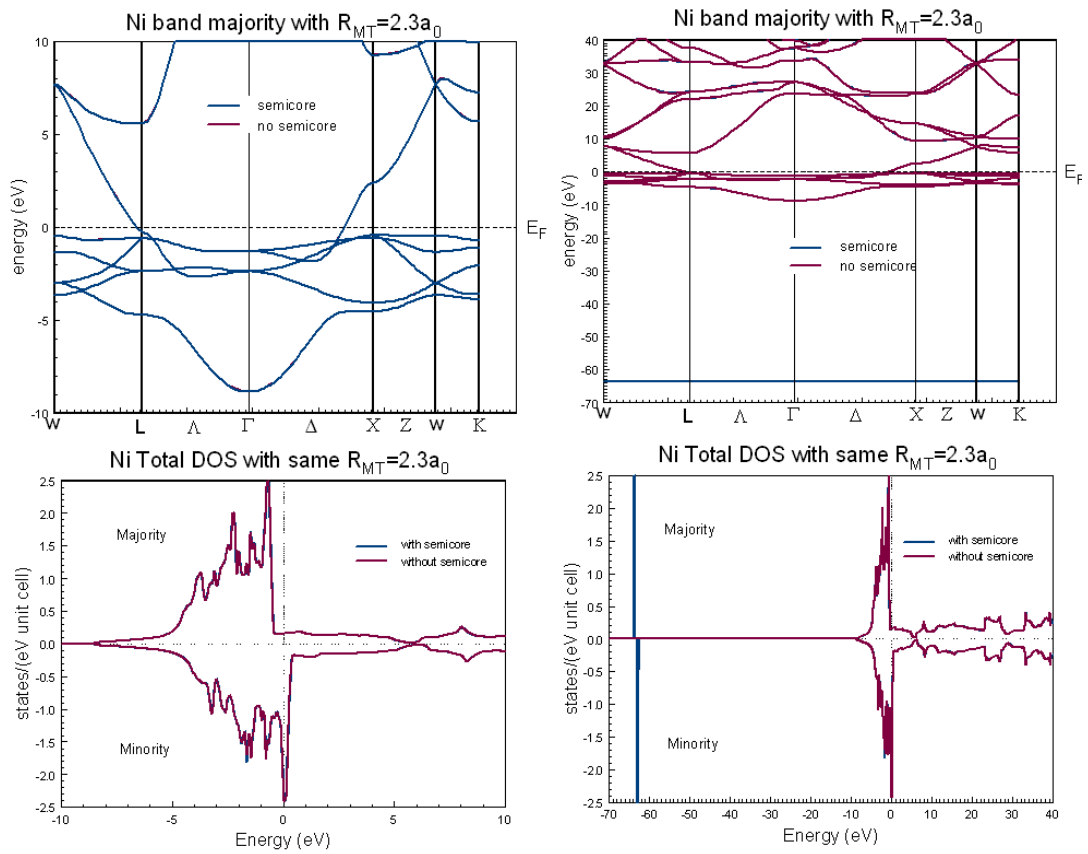 Ni band majority with R_MT=2.3a_0
10
5
0
-5
-10
energy (eV)
semicore
no semicore
E_F
W L Λ Γ Δ X Z W K
Ni band majority with R_MT=2.3a_0
40
30
20
10
0
-10
-20
-30
-40
-50
-60
-70
energy (eV)
semicore
no semicore
E_F
W L Λ Γ Δ X Z W K
Ni Total DOS with same R_MT=2.3a_0
2.5
2.0
1.5
1.0
0.5
0.0
-0.5
-1.0
-1.5
-2.0
-2.5
states/(eV unit cell)
Majority
with semicore
without semicore
Minority
-10 -5 0 5 10
Energy (eV)
Ni Total DOS with same R_MT=2.3a_0
2.5
2.0
1.5
1.0
0.5
0.0
-0.5
-1.0
-1.5
-2.0
-2.5
states/(eV unit cell)
Majority
with semicore
without semicore
Minority
-70 -60 -50 -40 -30 -20 -10 0 10 20 30 40
Energy (eV)